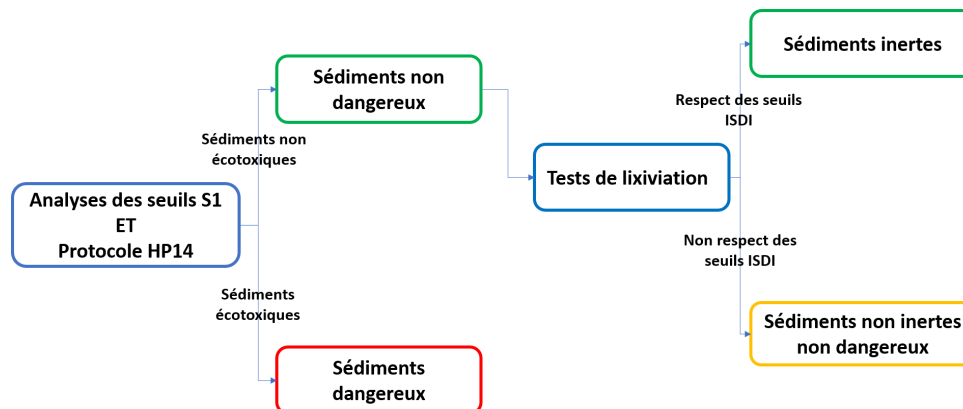 Analyses des seuils S1
ET
Protocole HP14
Sédiments non
écotoxiques
Sédiments
écotoxiques
Sédiments non
dangereux
Sédiments
dangereux
Tests de lixiviation
Respect des seuils
ISDI
Non respect des
seuils ISDI
Sédiments inertes
Sédiments non inertes
non dangereux